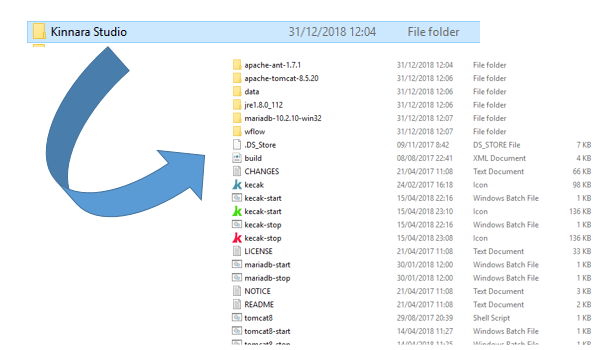 Kinnara Studio 31/12/2018 12:04 File folder
apache-ant-1.7.1 31/12/2018 12:04 File folder
apache-tomcat-8.5.20 31/12/2018 12:06 File folder
data 31/12/2018 12:06 File folder
jre1.8.0_112 31/12/2018 12:06 File folder
mariadb-10.2.10-win32 31/12/2018 12:07 File folder
wflow 31/12/2018 12:07 File folder
.DS_Store 09/11/2017 8:42 DS_STORE File 7 KB
build 08/08/2017 22:41 XML Document 4 KB
CHANGES 21/04/2017 11:08 Text Document 66 KB
kecak 24/02/2017 16:18 Icon 98 KB
kecak-start 15/04/2018 22:16 Windows Batch File 1 KB
kecak-start 15/04/2018 23:10 Icon 136 KB
kecak-stop 15/04/2018 22:16 Windows Batch File 1 KB
kecak-stop 15/04/2018 23:08 Icon 136 KB
LICENSE 21/04/2017 11:08 Text Document 33 KB
mariadb-start 30/01/2018 12:00 Windows Batch File 1 KB
mariadb-stop 30/01/2018 12:00 Windows Batch File 1 KB
NOTICE 21/04/2017 11:08 Text Document 3 KB
README 21/04/2017 11:08 Text Document 2 KB
tomcat8 29/08/2017 20:39 Shell Script 1 KB
tomcat8-start 14/04/2018 11:27 Windows Batch File 1 KB
tomcat8-stop 14/04/2018 11:25 Windows Batch File 1 KB